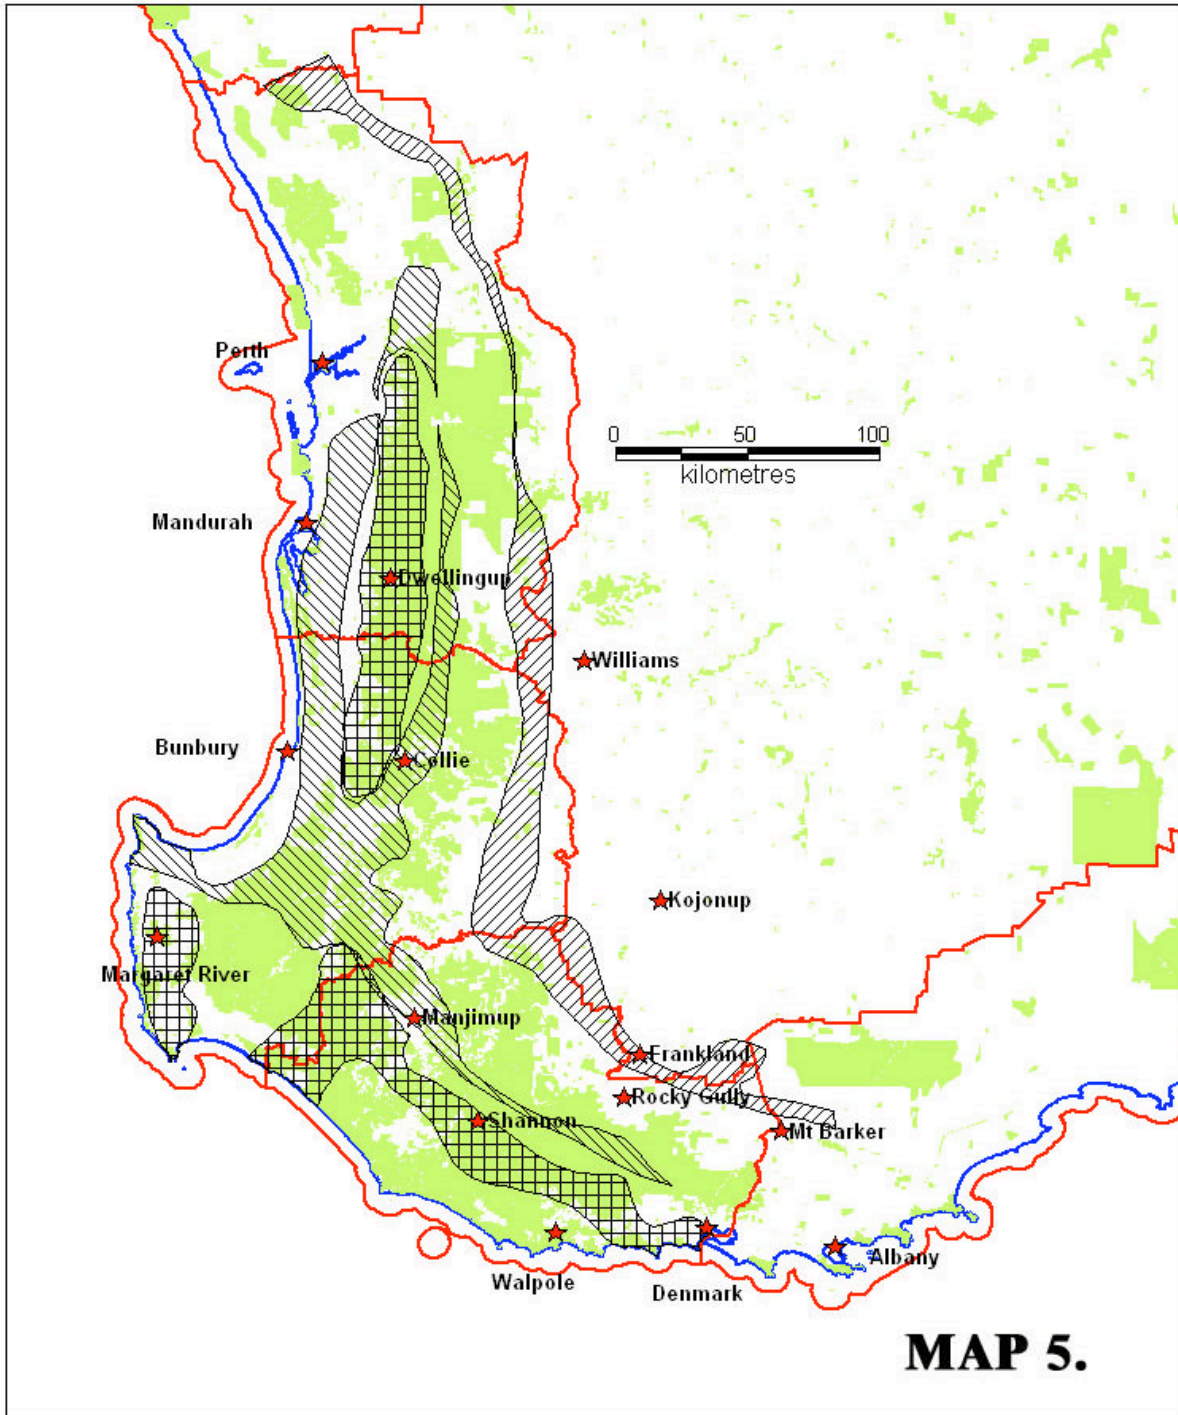 Perth
0 50 100
kilometres
Mandurah
Dwellingup
Williams
Bunbury
Collie
Kojonup
Margaret River
Manjimup
Frankland
Rocky Gully
Shannon
Mt Barker
Albany
Walpole
Denmark
MAP 5.